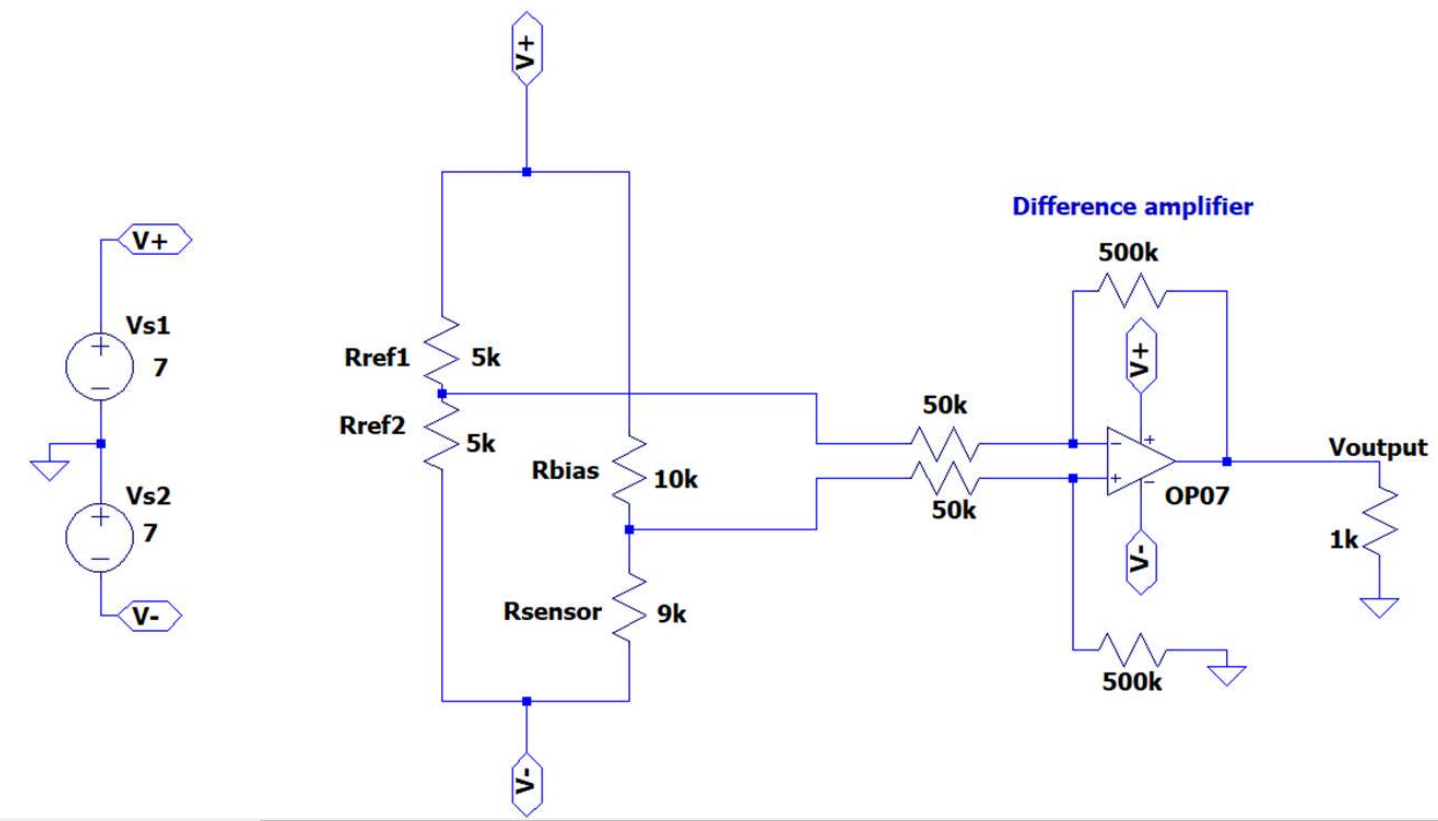 V+
Difference amplifier
500k
V+
Vs1
7
Rref1
5k
V+
50k
Rref2
5k
Voutput
Rbias
10k
OP07
50k
Vs2
7
1k
V-
V-
Rsensor
9k
500k
V-